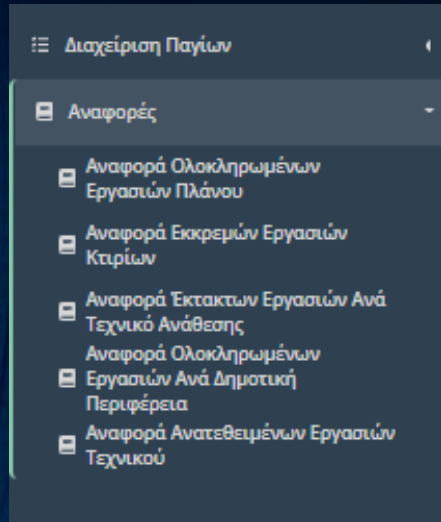 Διαχείριση Παγίων
Αναφορές
Αναφορά Ολοκληρωμένων
Εργασιών Πλάνου
Αναφορά Εκκρεμών Εργασιών
Κτιρίων
Αναφορά Έκτακτων Εργασιών Ανά
Τεχνικό Ανάθεσης
Αναφορά Ολοκληρωμένων
Εργασιών Ανά Δημοτική
Περιφέρεια
Αναφορά Ανατεθειμένων Εργασιών
Τεχνικού